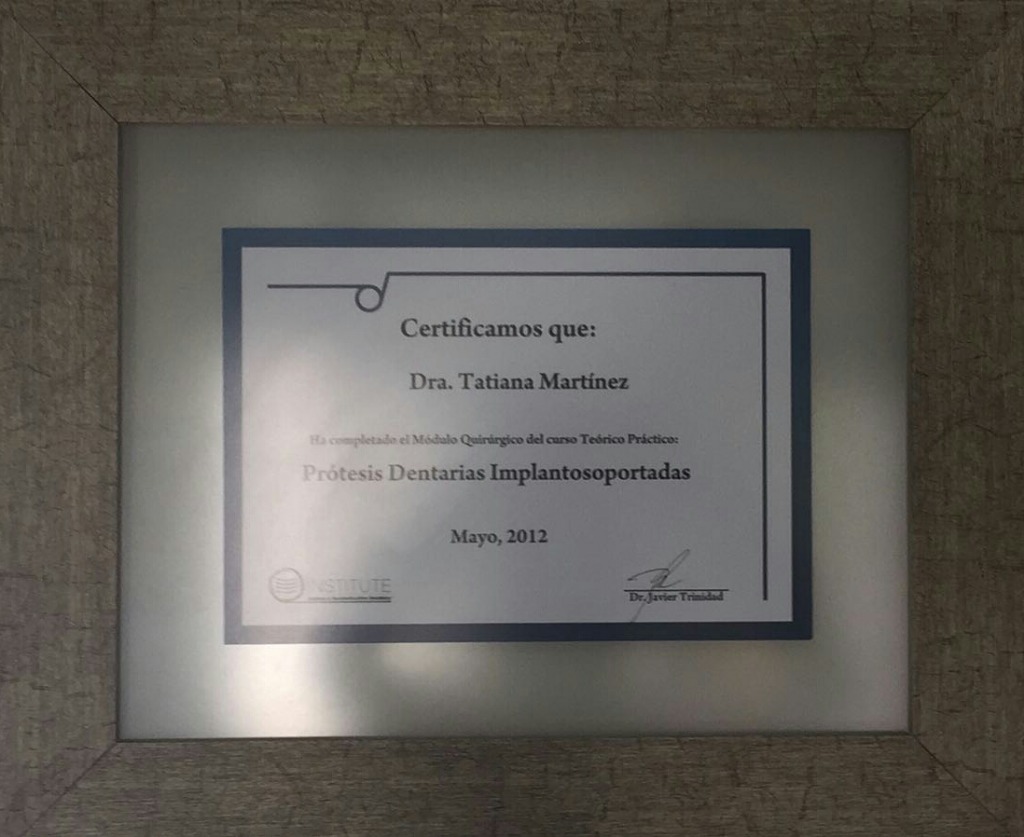 Certificamos que:
Dra. Tatiana Martínez
Ha completado el Módulo Quirúrgico del curso Teórico Práctico:
Prótesis Dentarias Implantosoportadas
Mayo, 2012
INSTITUTE
Dr. Javier Trinidad